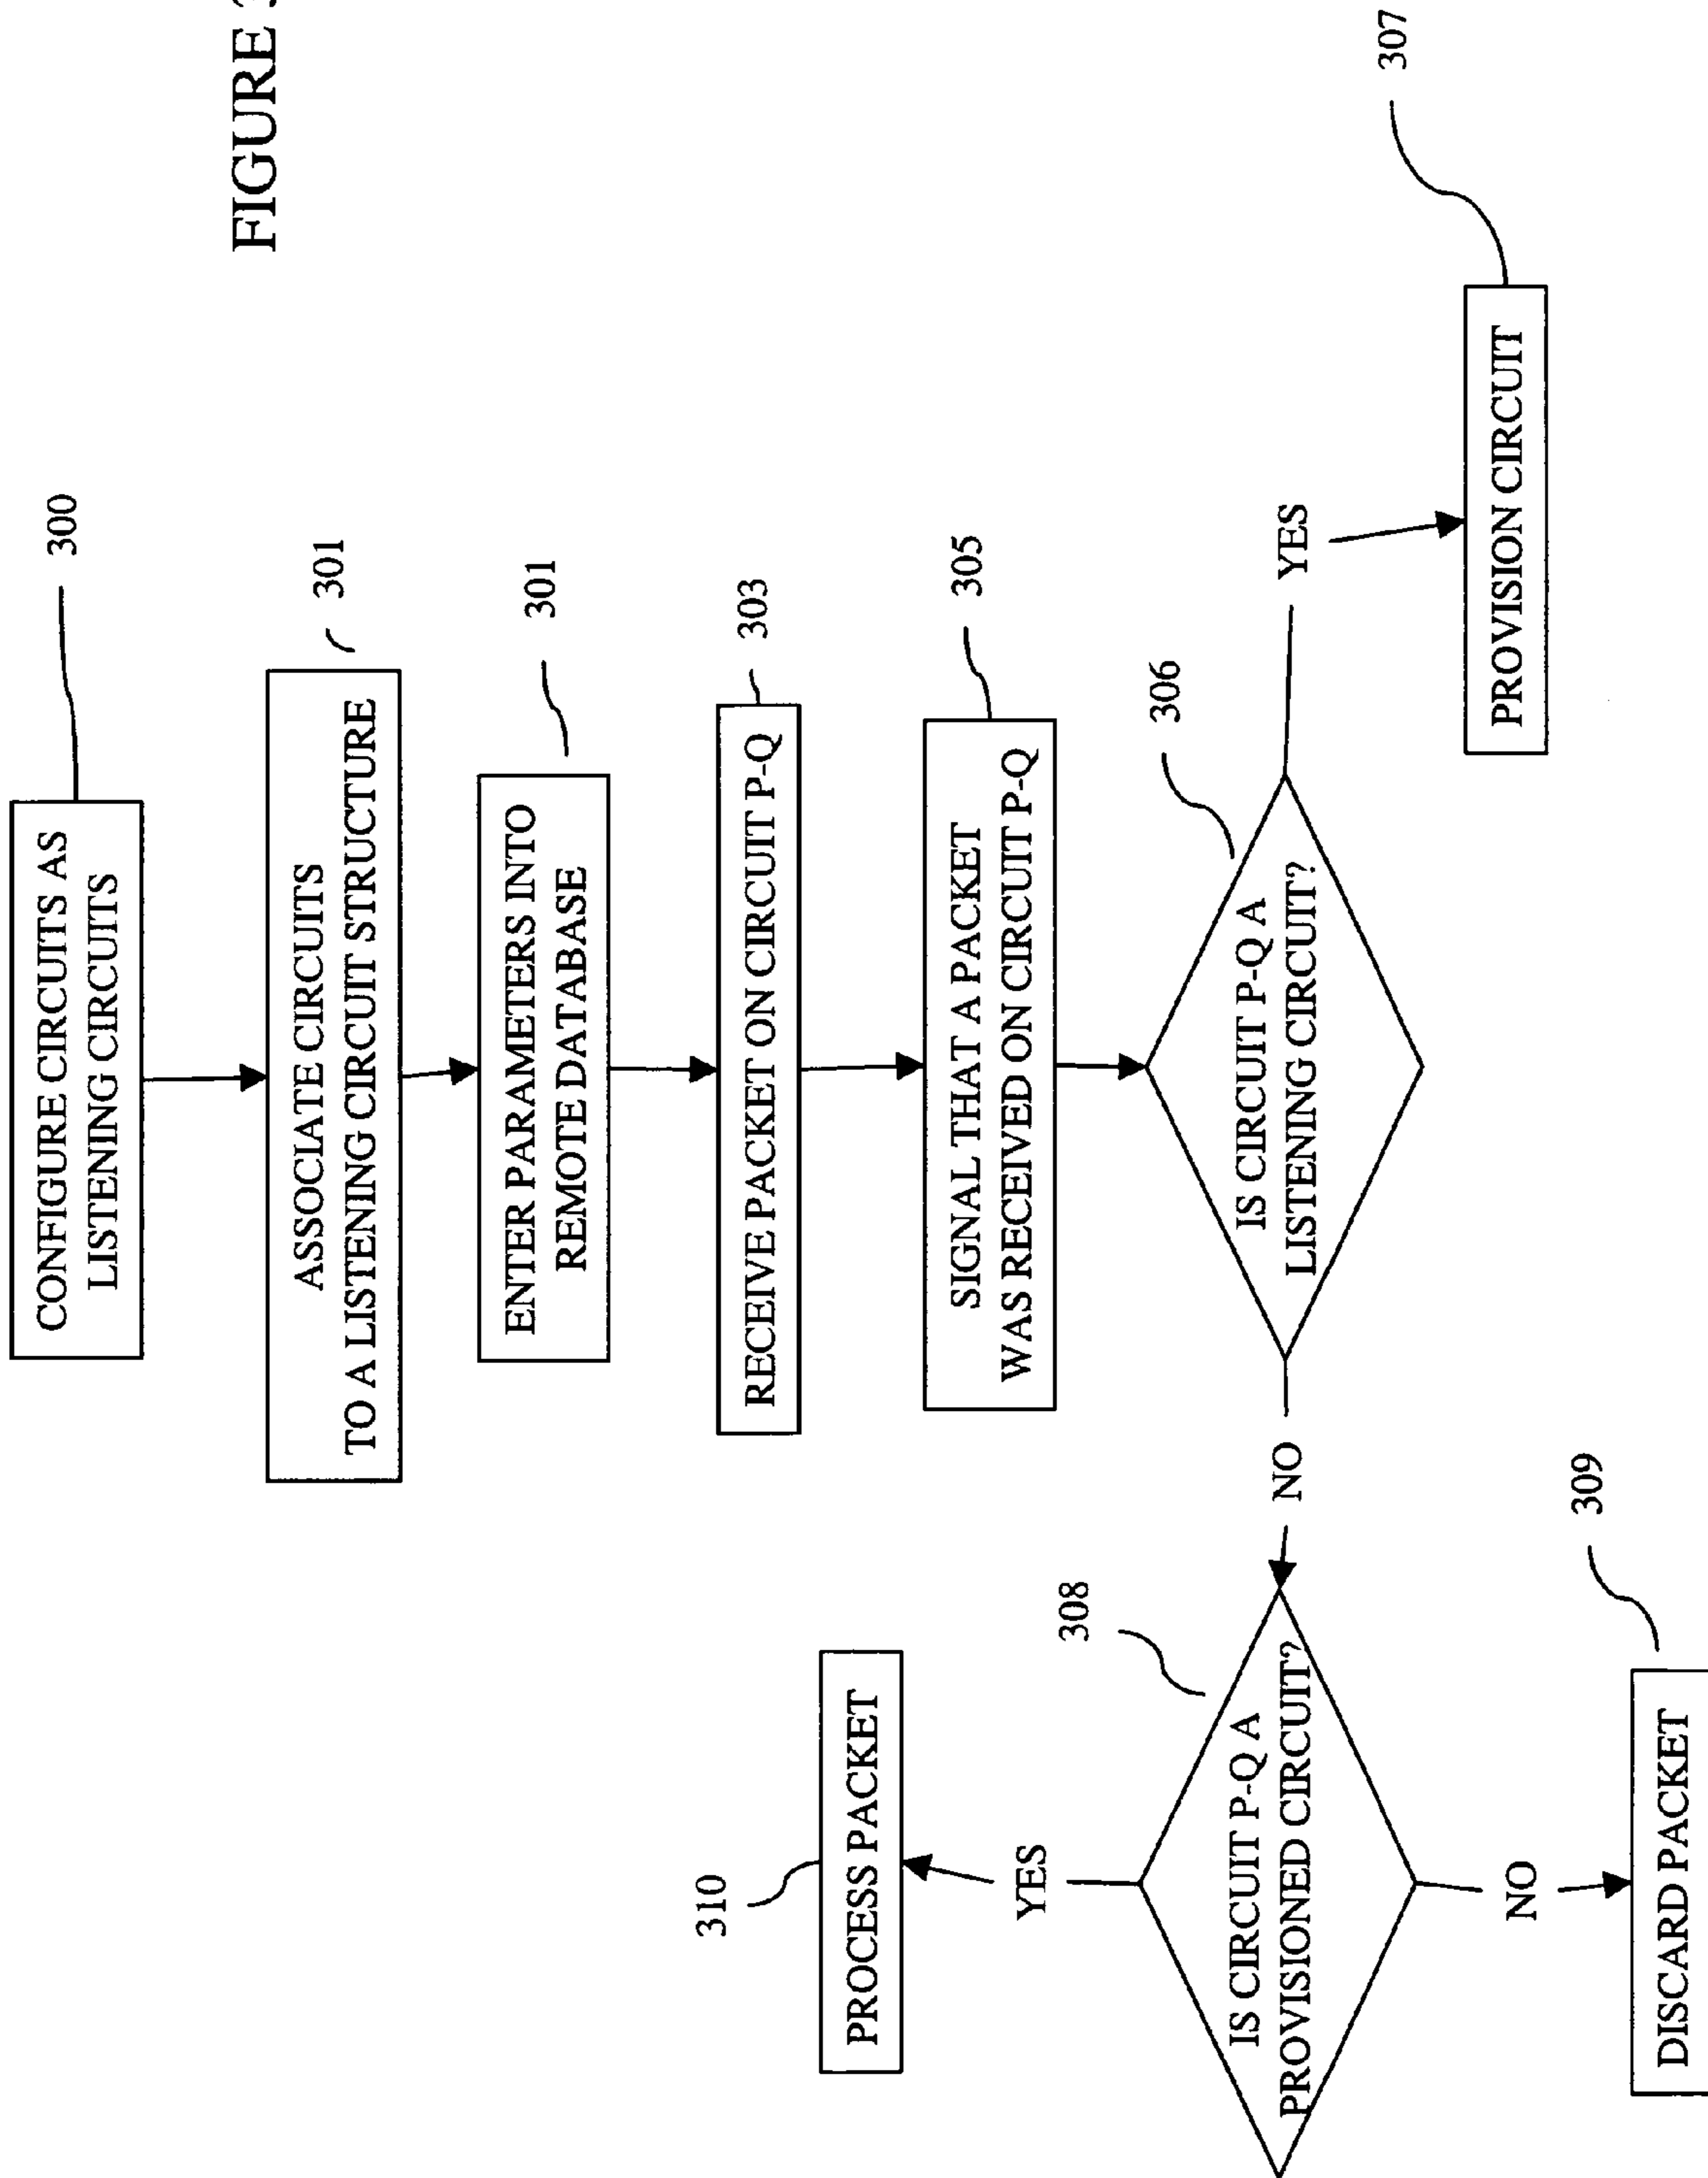 FIGURE 3
300
CONFIGURE CIRCUITS AS
LISTENING CIRCUITS
301
ASSOCIATE CIRCUITS
TO A LISTENING CIRCUIT STRUCTURE
301
ENTER PARAMETERS INTO
REMOTE DATABASE
303
RECEIVE PACKET ON CIRCUIT P-Q
305
SIGNAL THAT A PACKET
WAS RECEIVED ON CIRCUIT P-Q
306
IS CIRCUIT P-Q A
LISTENING CIRCUIT?
YES
307
PROVISION CIRCUIT
NO
308
IS CIRCUIT P-Q A
PROVISIONED CIRCUIT?
YES
310
PROCESS PACKET
NO
309
DISCARD PACKET